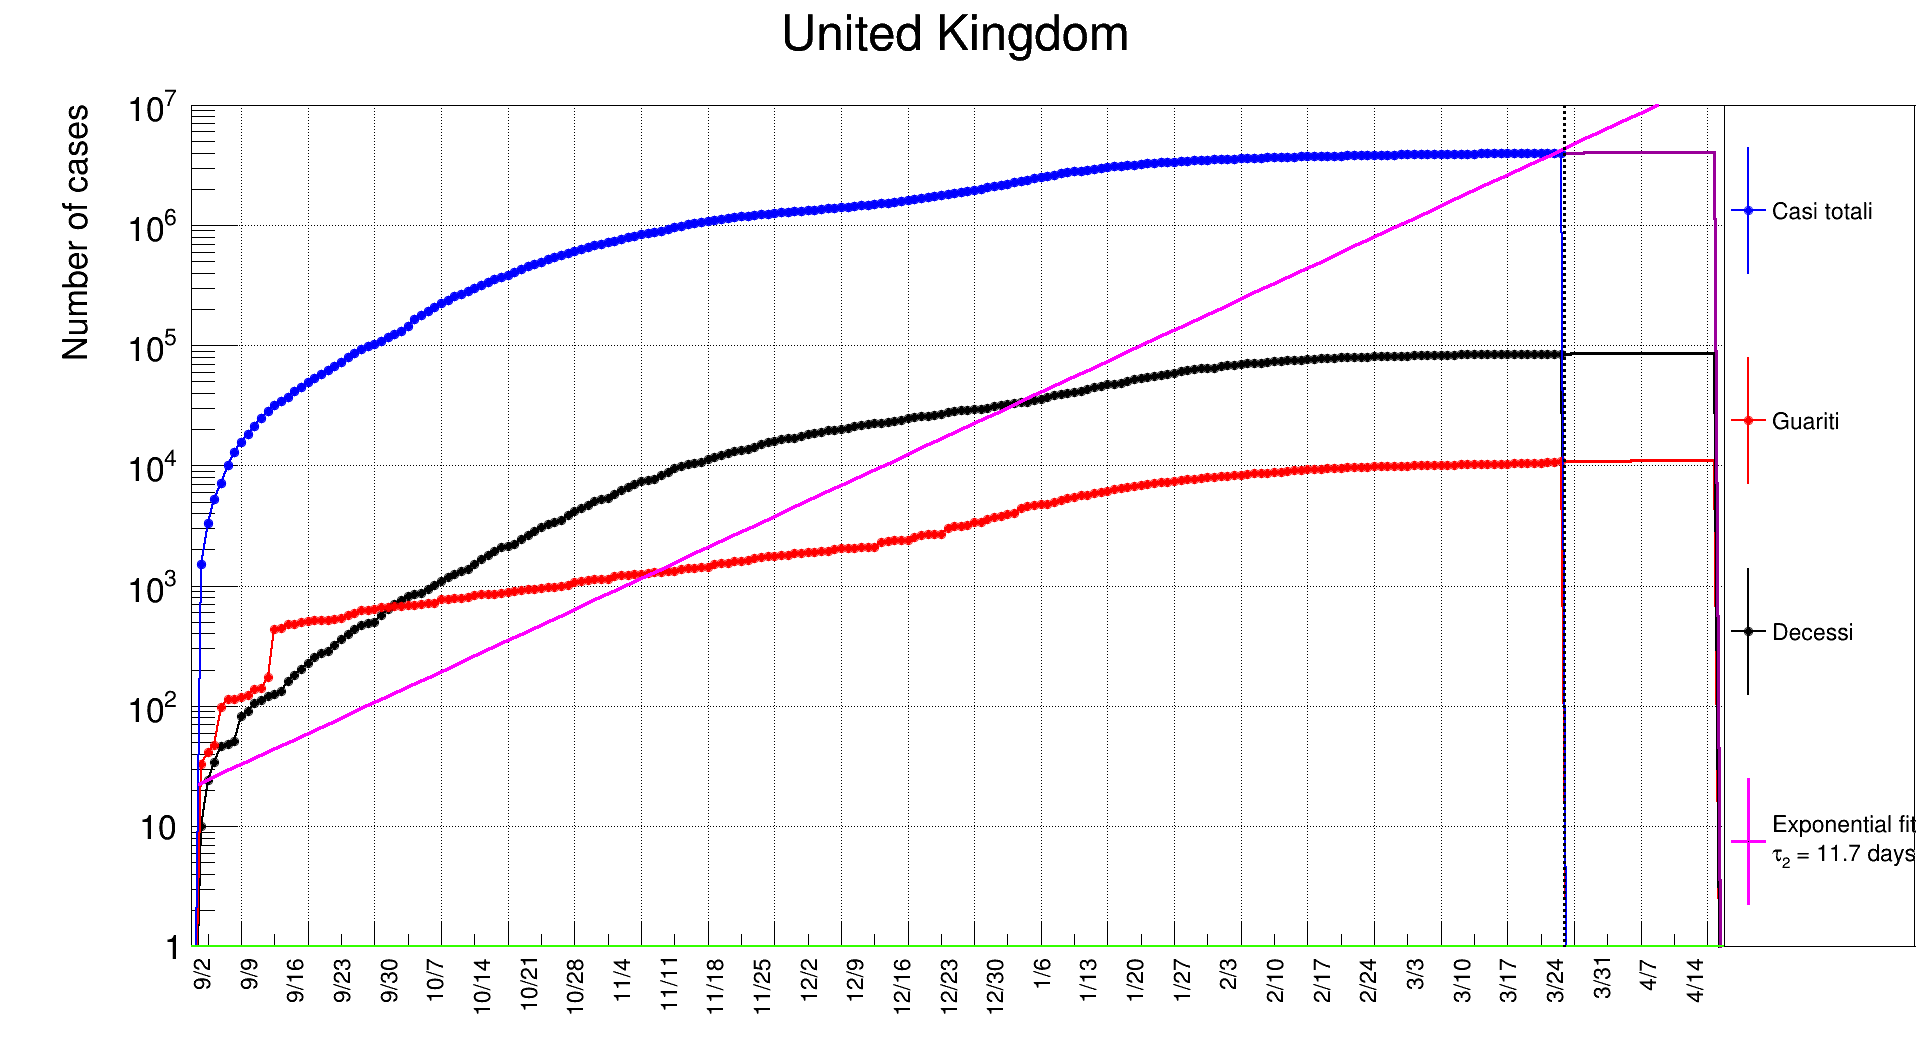 United Kingdom
Number of cases
10^7
10^6
10^5
10^4
10^3
10^2
10
1
9/2 9/9 9/16 9/23 9/30 10/7 10/14 10/21 10/28 11/4 11/11 11/18 11/25 12/2 12/9 12/16 12/23 12/30 1/6 1/13 1/20 1/27 2/3 2/10 2/17 2/24 3/3 3/10 3/17 3/24 3/31 4/7 4/14
Casi totali
Guariti
Decessi
Exponential fit
τ₂ = 11.7 days